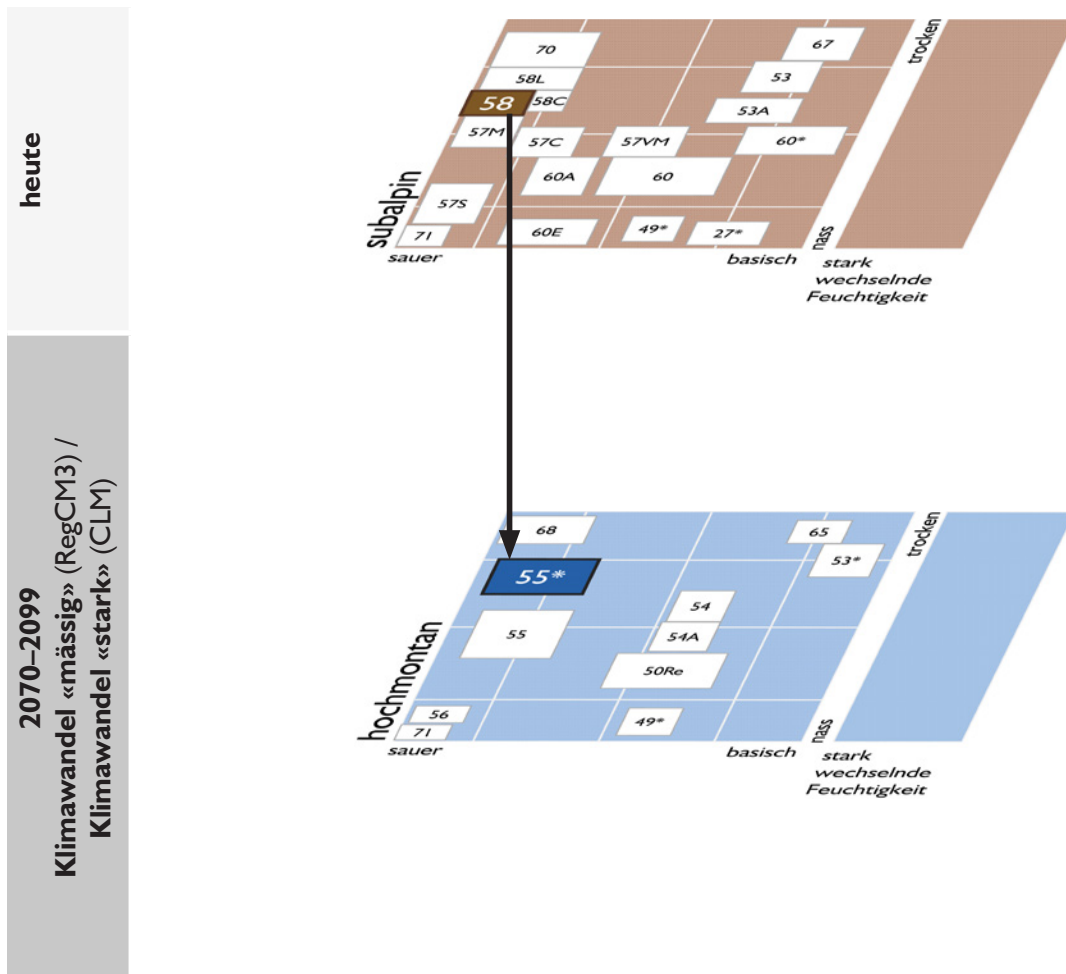 heute
70
67
58L
53
58
58C
53A
57M
57C
57VM
60*
60A
60
57S
71
60E
49*
27*
subalpin
trocken
nass
sauer
basisch
stark
wechselnde
Feuchtigkeit
2070–2099
Klimawandel «mässig» (RegCM3) /
Klimawandel «stark» (CLM)
68
65
55*
53*
54
55
54A
50Re
56
71
49*
hochmontan
trocken
nass
sauer
basisch
stark
wechselnde
Feuchtigkeit